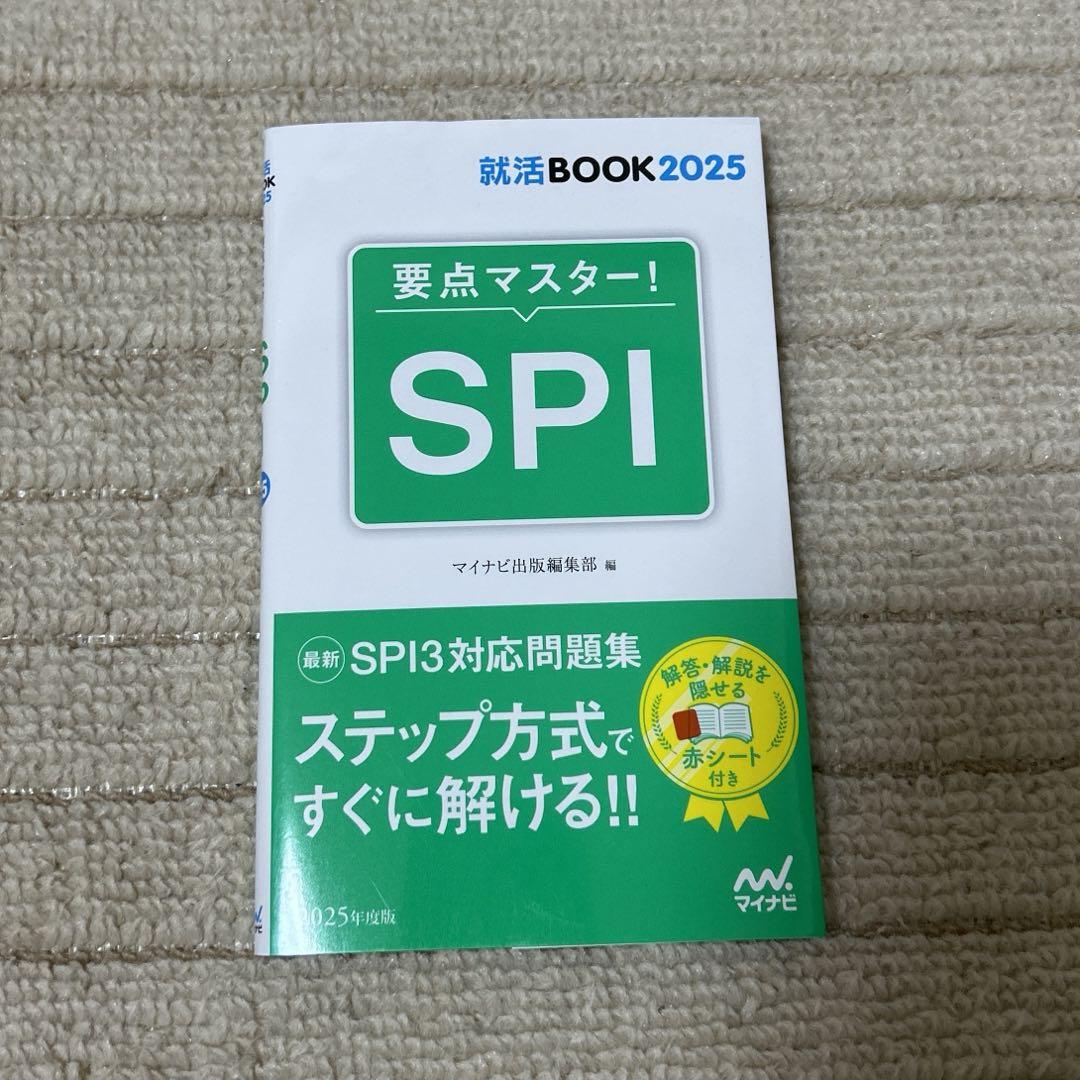 就活BOOK2025
要点マスター!
SPI
マイナビ出版編集部 編
最新 SPI3対応問題集
ステップ方式で
すぐに解ける!!
解答・解説を
隠せる
赤シート
付き
2025年度版
マイナビ
マイナビ